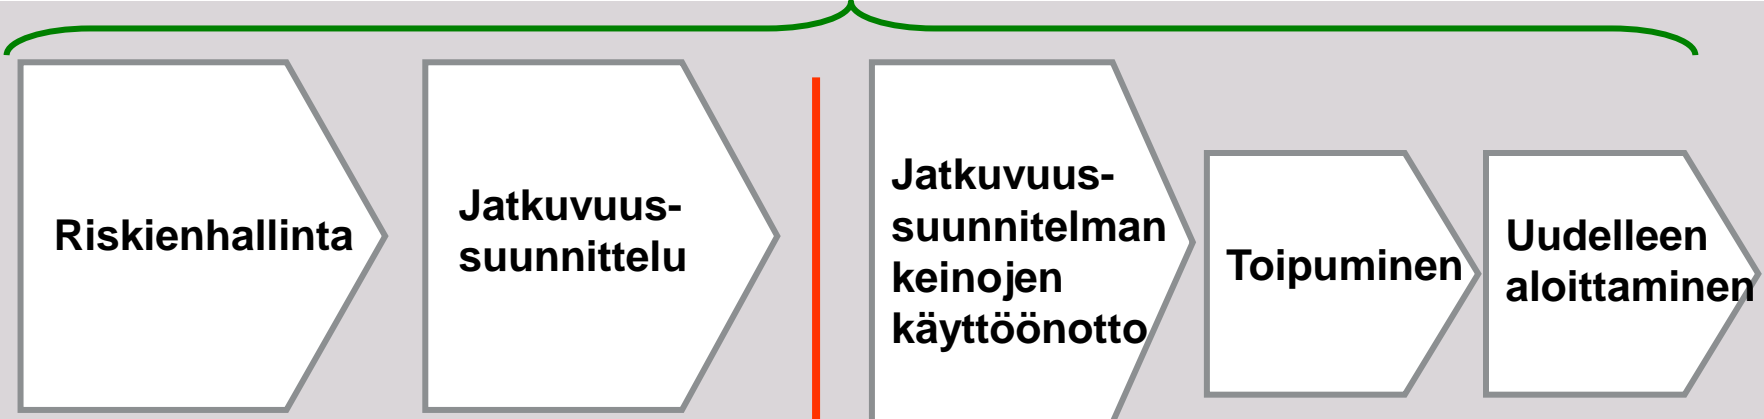 Riskienhallinta
Jatkuvuus-
suunnittelu
Jatkuvuus-
suunnitelman
keinojen
käyttöönotto
Toipuminen
Uudelleen
aloittaminen